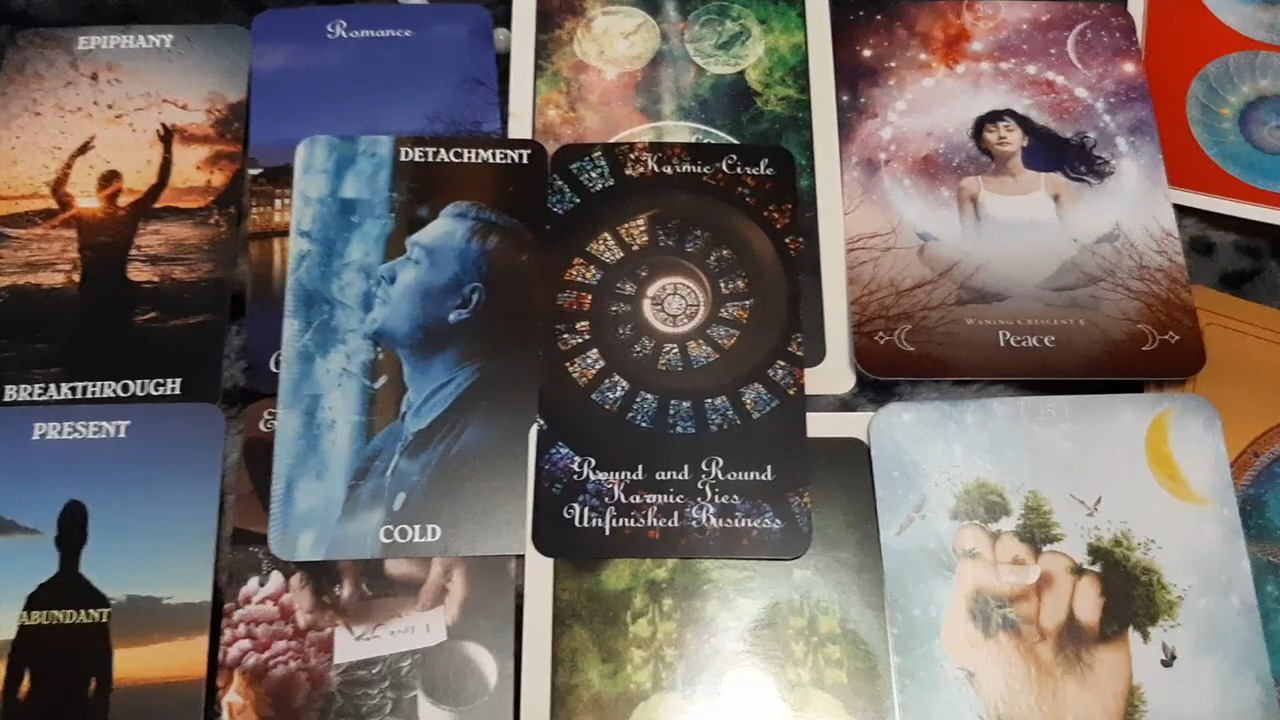 EPIPHANY
BREAKTHROUGH
PRESENT
ABUNDANT
Romance
DETACHMENT
COLD
Karmic Circle
Round and Round
Karmic Ties
Unfinished Business
25
WANING CRESCENT
Peace